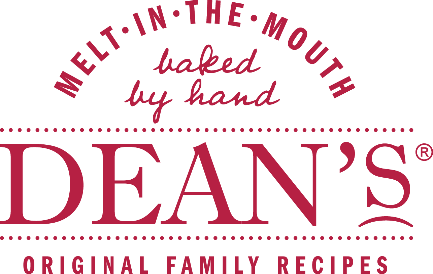 MELT·IN·THE·MOUTH
baked
by hand
DEAN'S®
ORIGINAL FAMILY RECIPES